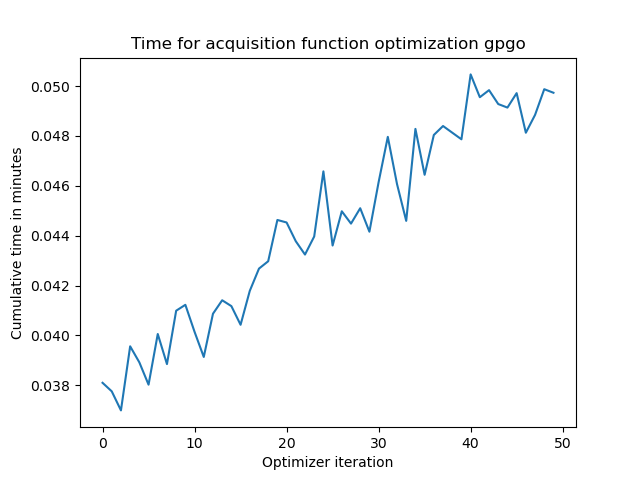 Time for acquisition function optimization gpgo
Cumulative time in minutes
0.050
0.048
0.046
0.044
0.042
0.040
0.038
0 10 20 30 40 50
Optimizer iteration